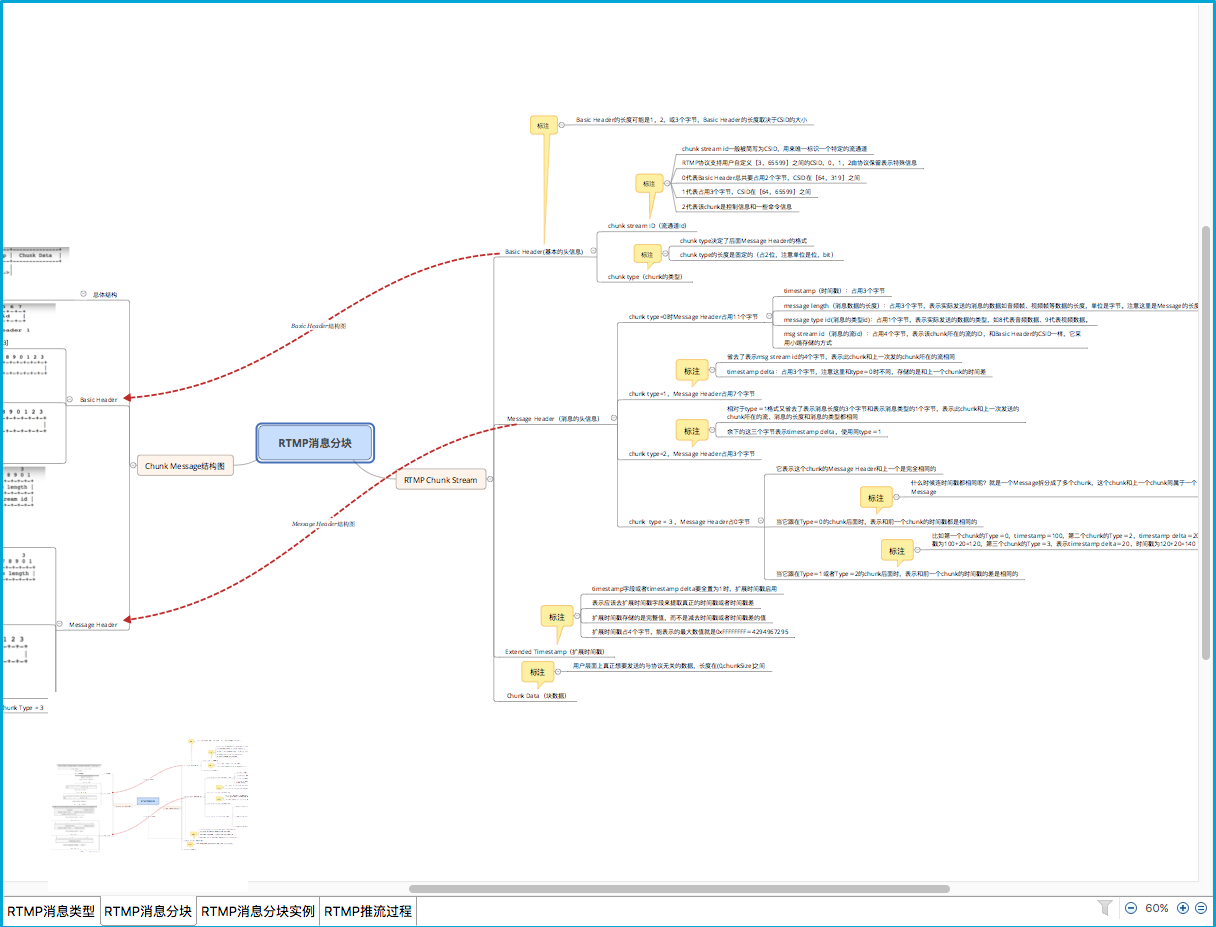 标注
Basic Header的长度可能是1，2，或3个字节，Basic Header的长度取决于CSID的大小
标注
chunk stream id一般被简写为CSID，用来唯一标识一个特定的流通道
RTMP协议支持用户自定义［3，65599］之间的CSID，0，1，2由协议保留表示特殊信息
0代表Basic Header总共要占用2个字节，CSID在［64，319］之间
1代表占用3个字节，CSID在［64，65599］之间
2代表该chunk是控制信息和一些命令信息
chunk stream ID（流通道id）
Basic Header(基本的头信息)
标注
chunk type决定了后面Message Header的格式
chunk type的长度是固定的（占2位，注意单位是位，bit）
chunk type（chunk的类型）
Chunk Data
总体结构
Basic Header结构图
Basic Header
timestamp（时间戳）：占用3个字节
message length（消息数据的长度）：占用3个字节，表示实际发送的消息的数据如音频帧、视频帧等数据的长度，单位是字节。注意这里是Message的长度
chunk type=0时Message Header占用11个字节
message type id(消息的类型id)：占用1个字节，表示实际发送的数据的类型，如8代表音频数据、9代表视频数据。
msg stream id（消息的流id）：占用4个字节，表示该chunk所在的流的ID，和Basic Header的CSID一样，它采
用小端存储的方式
标注
省去了表示msg stream id的4个字节，表示此chunk和上一次发的chunk所在的流相同
timestamp delta：占用3个字节，注意这里和type=0时不同，存储的是和上一个chunk的时间差
chunk type=1，Message Header占用7个字节
Message Header（消息的头信息）
标注
相对于type＝1格式又省去了表示消息长度的3个字节和表示消息类型的1个字节，表示此chunk和上一次发送的
chunk所在的流、消息的长度和消息的类型都相同
余下的这三个字节表示timestamp delta，使用同type＝1
chunk type=2，Message Header占用3个字节
RTMP消息分块
Chunk Message结构图
RTMP Chunk Stream
chunk type = 3，Message Header占0字节
它表示这个chunk的Message Header和上一个是完全相同的
标注
什么时候连时间戳都相同呢？就是一个Message拆分成了多个chunk，这个chunk和上一个chunk同属于一个
Message
当它跟在Type＝0的chunk后面时，表示和前一个chunk的时间戳都是相同的
标注
比如第一个chunk的Type＝0，timestamp＝100，第二个chunk的Type＝2，timestamp delta＝20
戳为100+20=120，第三个chunk的Type＝3，表示timestamp delta＝20，时间戳为120+20=140
当它跟在Type＝1或者Type＝2的chunk后面时，表示和前一个chunk的时间戳的差是相同的
Message Header结构图
Message Header
标注
timestamp字段或者timestamp delta要全置为1时，扩展时间戳启用
表示应该去扩展时间戳字段来提取真正的时间戳或者时间戳差
扩展时间戳存储的是完整值，而不是减去时间戳或者时间戳差的值
扩展时间戳占4个字节，能表示的最大数值就是0xFFFFFFFF＝4294967295
Extended Timestamp（扩展时间戳）
标注
用户层面上真正想要发送的与协议无关的数据，长度在(0,chunkSize]之间
Chunk Data（块数据）
hunk Type = 3
RTMP消息类型
RTMP消息分块
RTMP消息分块实例
RTMP推流过程
60%